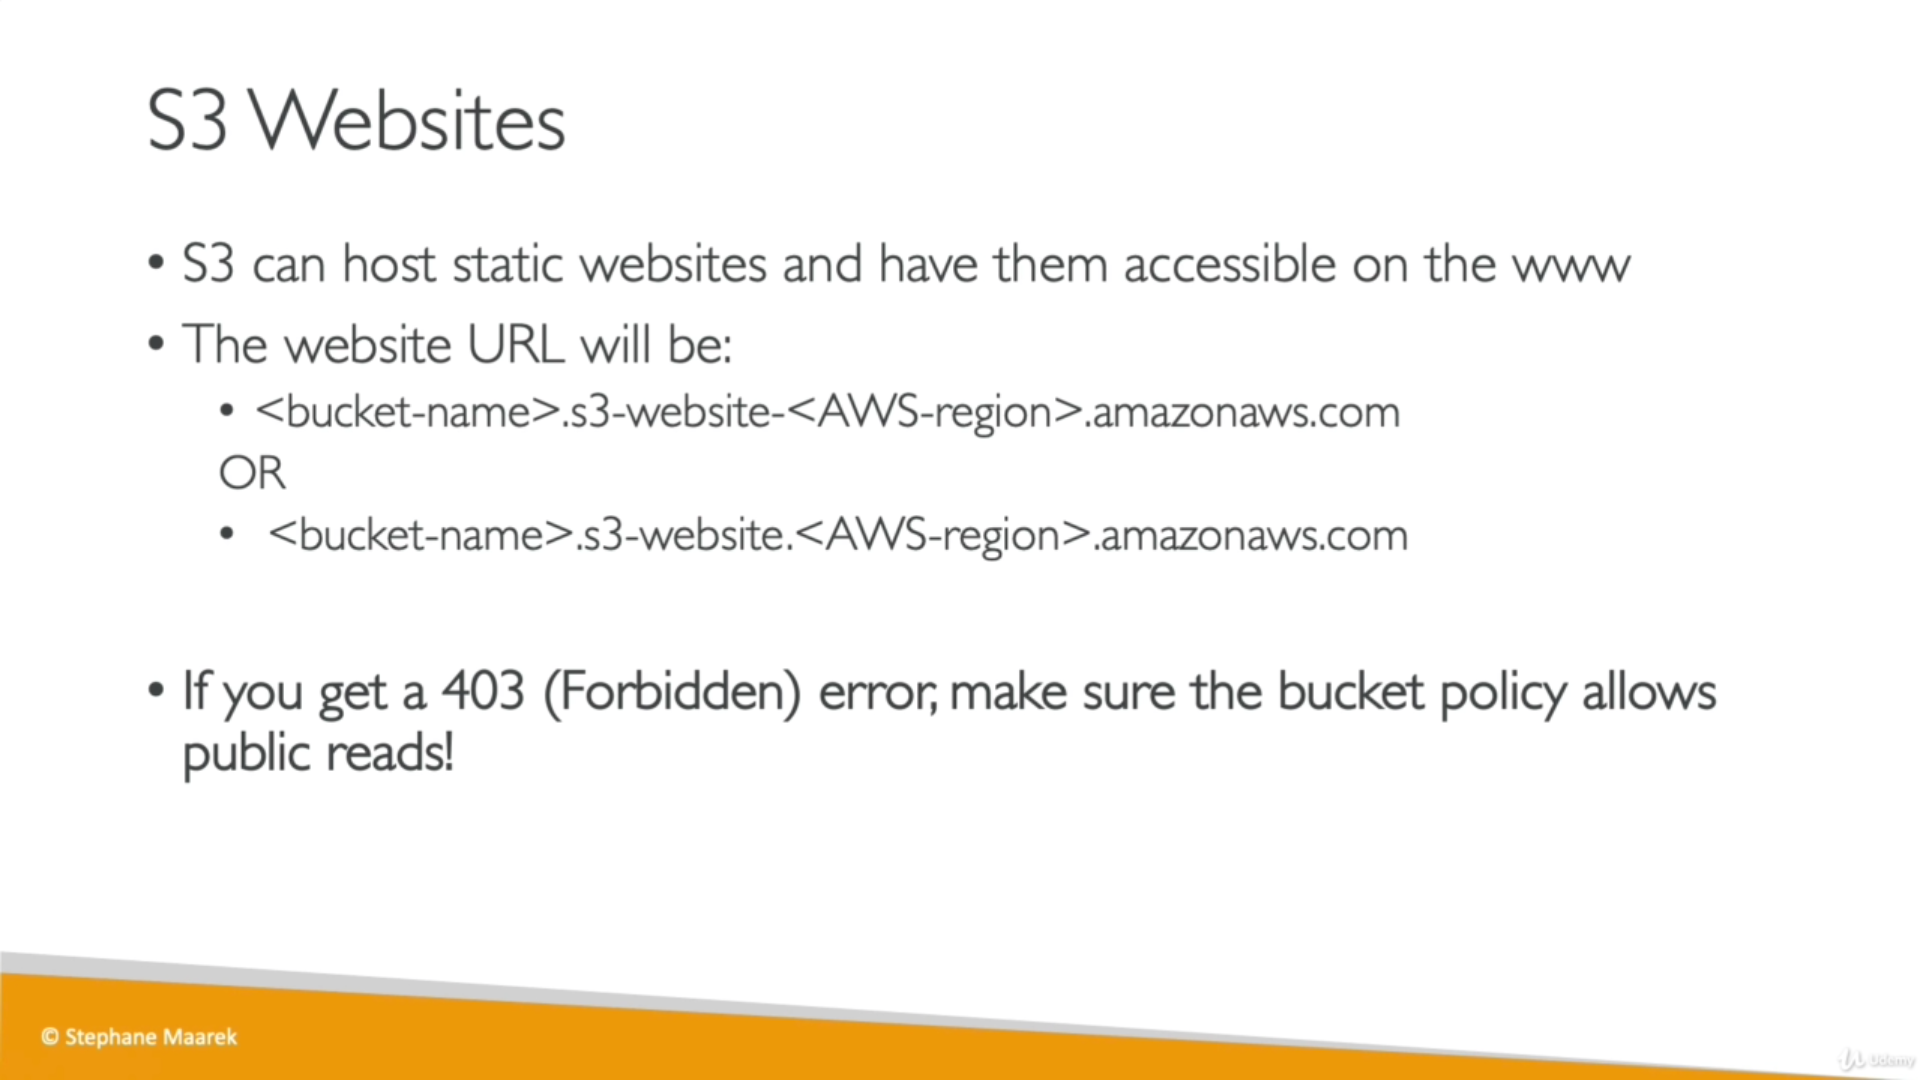 S3 Websites
• S3 can host static websites and have them accessible on the www
• The website URL will be:
• <bucket-name>.s3-website-<AWS-region>.amazonaws.com
OR
• <bucket-name>.s3-website.<AWS-region>.amazonaws.com
• If you get a 403 (Forbidden) error, make sure the bucket policy allows
public reads!
© Stephane Maarek
Udemy